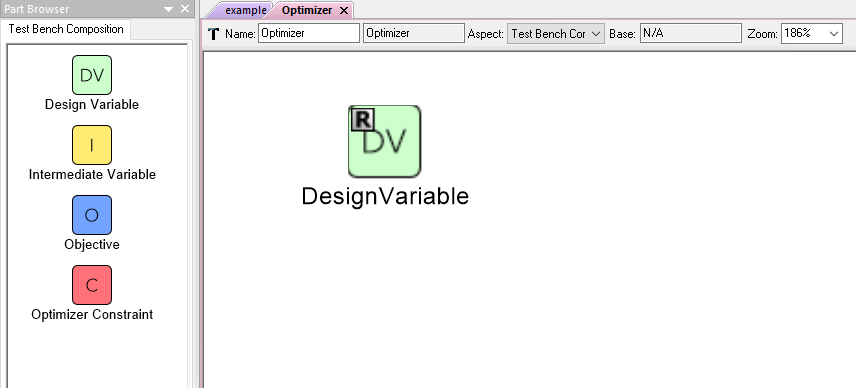 Part Browser
Test Bench Composition
DV
Design Variable
I
Intermediate Variable
O
Objective
C
Optimizer Constraint
example Optimizer
T Name: Optimizer Optimizer Aspect: Test Bench Cor Base: N/A Zoom: 186%
R
DV
DesignVariable